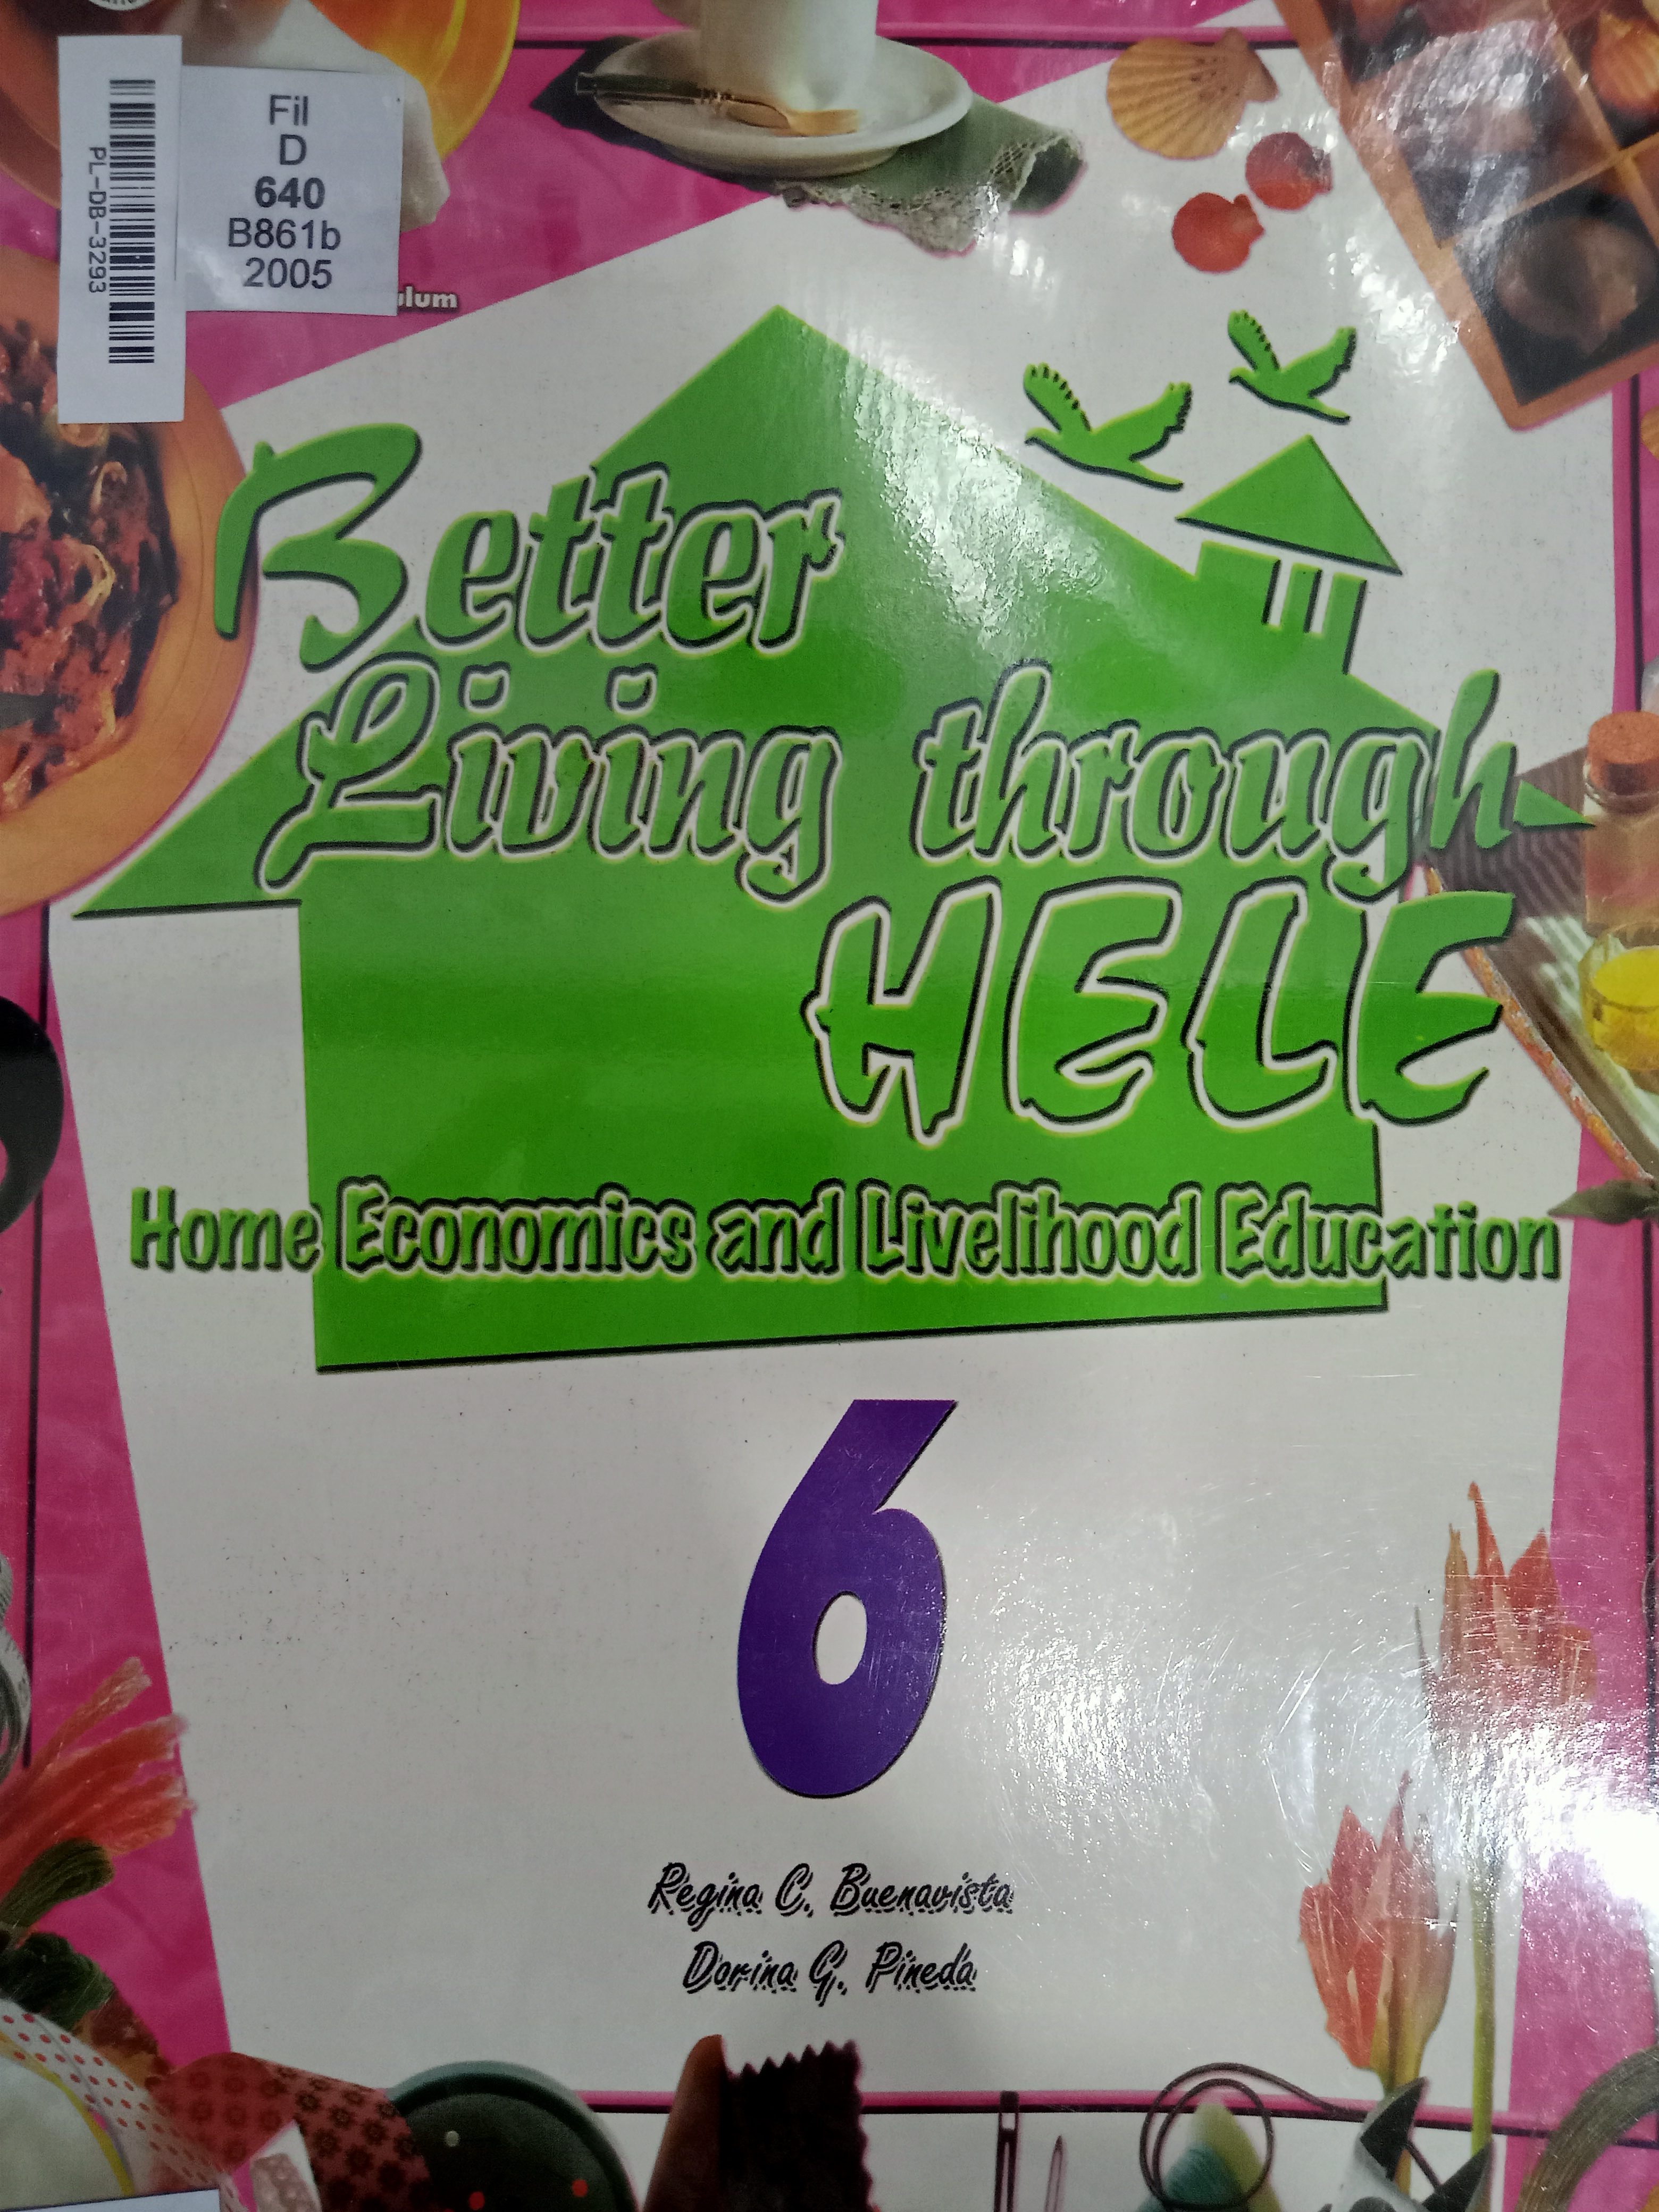 Fil
D
640
B861b
2005
PL-DB-3293
Better
Living through
HELE
Home Economics and Livelihood Education
6
Regina C. Buenavista
Dorina G. Pineda